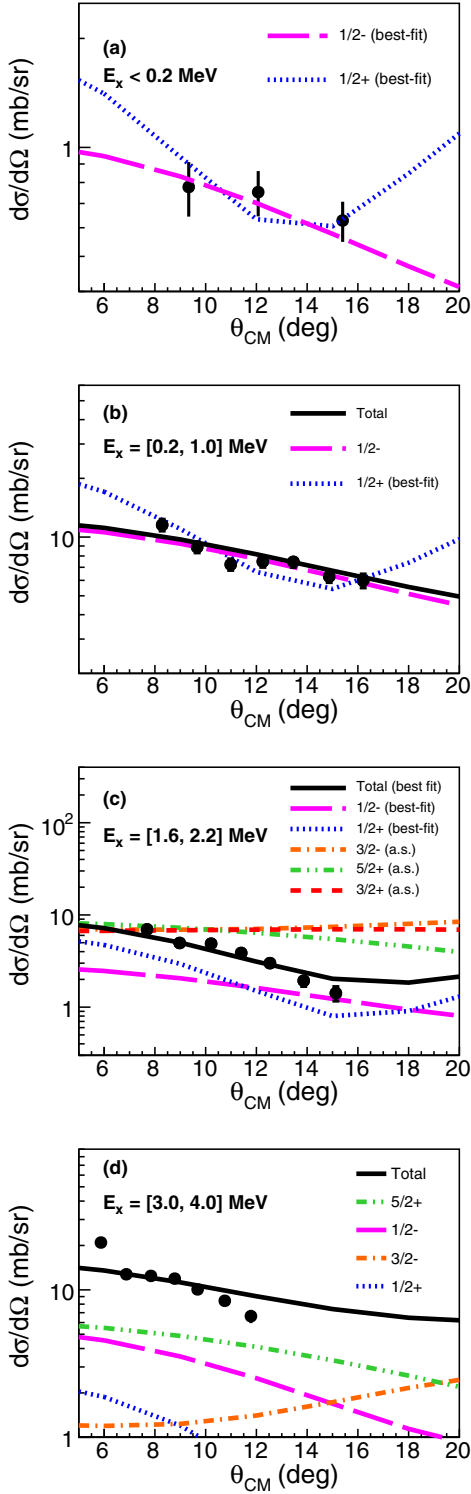 (a)
E_x < 0.2 MeV
1/2- (best-fit)
1/2+ (best-fit)
1
dσ/dΩ (mb/sr)
6 8 10 12 14 16 18 20
θ_CM (deg)
(b)
E_x = [0.2, 1.0] MeV
Total
1/2-
1/2+ (best-fit)
10
dσ/dΩ (mb/sr)
6 8 10 12 14 16 18 20
θ_CM (deg)
(c)
E_x = [1.6, 2.2] MeV
Total (best fit)
1/2- (best-fit)
1/2+ (best-fit)
3/2- (a.s.)
5/2+ (a.s.)
3/2+ (a.s.)
10²
10
1
dσ/dΩ (mb/sr)
6 8 10 12 14 16 18 20
θ_CM (deg)
(d)
E_x = [3.0, 4.0] MeV
Total
5/2+
1/2-
3/2-
1/2+
10
1
dσ/dΩ (mb/sr)
6 8 10 12 14 16 18 20
θ_CM (deg)